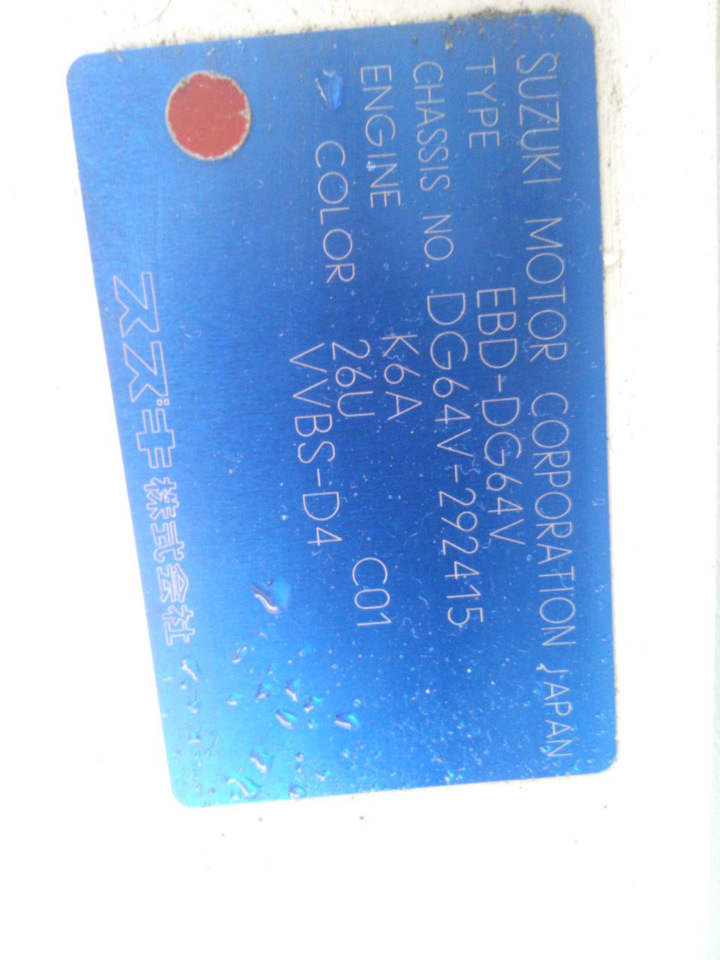 SUZUKI MOTOR CORPORATION JAPAN
TYPE EBD-DG64V
CHASSIS NO. DG64V-292415
ENGINE K6A
COLOR 26U C01
VVBS-D4
スズキ株式会社